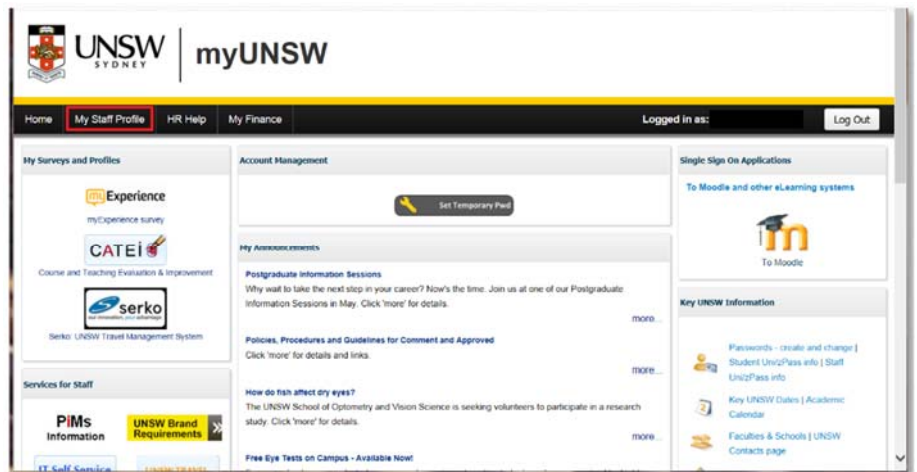 UNSW
SYDNEY
myUNSW
Home My Staff Profile HR Help My Finance Logged in as: Log Out
My Surveys and Profiles
myExperience
myExperience survey
CATEI
Course and Teaching Evaluation & Improvement
serko
Serko: UNSW Travel Management System
Services for Staff
PiMs
Information
UNSW Brand
Requirements
IT Self Service
UNSW TRAVEL
Account Management
Set Temporary Pwd
My Announcements
Postgraduate Information Sessions
Why wait to take the next step in your career? Now's the time. Join us at one of our Postgraduate
Information Sessions in May. Click 'more' for details.
more...
Policies, Procedures and Guidelines for Comment and Approved
Click 'more' for details and links.
more...
How do fish affect dry eyes?
The UNSW School of Optometry and Vision Science is seeking volunteers to participate in a research
study. Click 'more' for details.
more...
Free Eye Tests on Campus - Available Now!
Single Sign On Applications
To Moodle and other eLearning systems
To Moodle
Key UNSW Information
Passwords - create and change |
Student Uni/zPass info | Staff
Uni/zPass info
Key UNSW Dates | Academic
Calendar
Faculties & Schools | UNSW
Contacts page